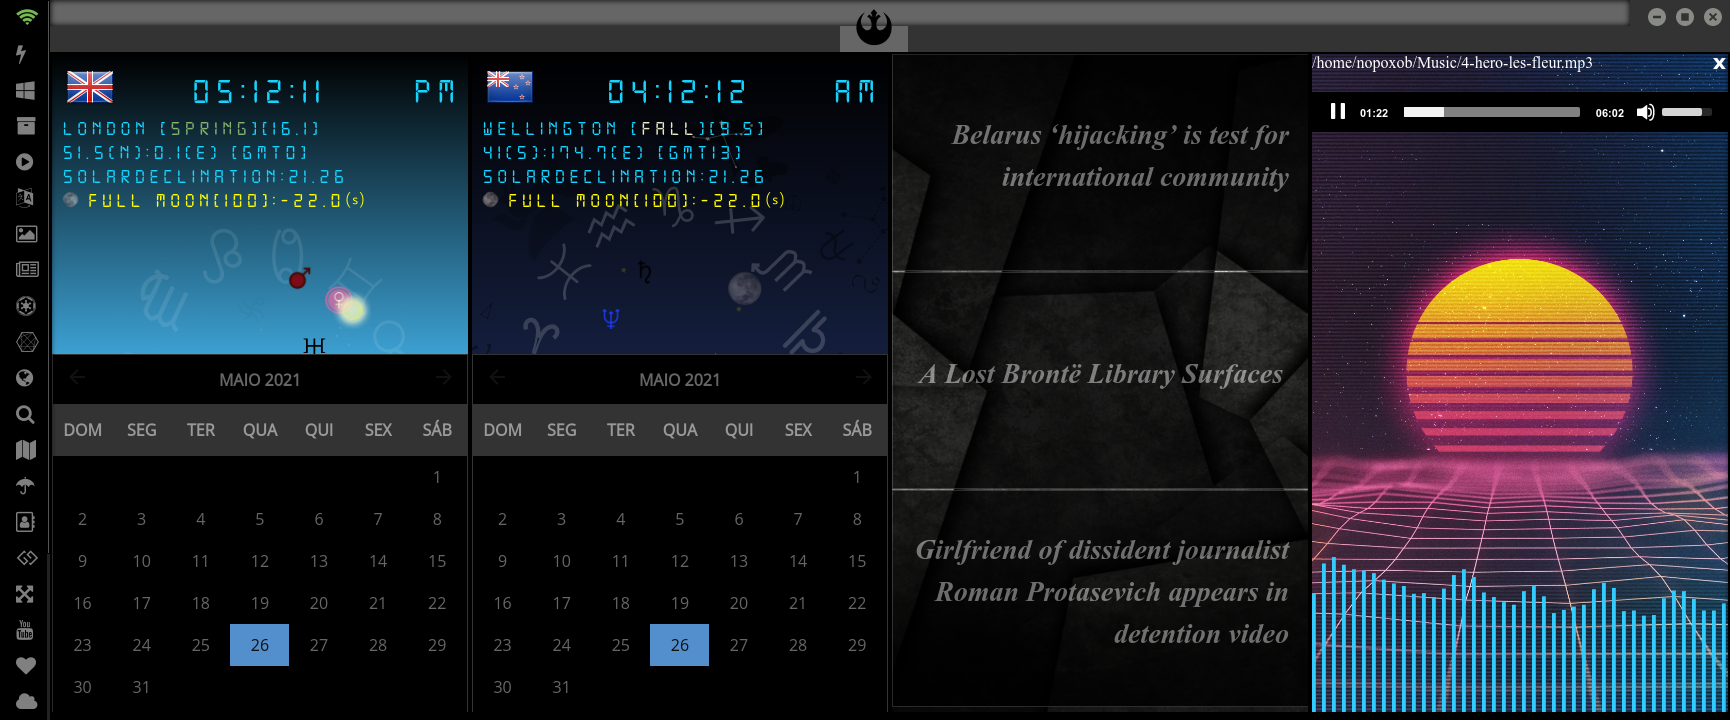 05:12:11 PM
LONDON [SPRING][16.1]
51.5(N):0.1(E) [GMT0]
SOLARDECLINATION:21.26
FULL MOON[100]:-22.0(s)
MAIO 2021
DOM SEG TER QUA QUI SEX SÁB
1
2 3 4 5 6 7 8
9 10 11 12 13 14 15
16 17 18 19 20 21 22
23 24 25 26 27 28 29
30 31
04:12:12 AM
WELLINGTON [FALL][9.5]
41(S):174.7(E) [GMT13]
SOLARDECLINATION:21.26
FULL MOON[100]:-22.0(s)
MAIO 2021
DOM SEG TER QUA QUI SEX SÁB
1
2 3 4 5 6 7 8
9 10 11 12 13 14 15
16 17 18 19 20 21 22
23 24 25 26 27 28 29
30 31
Belarus ‘hijacking’ is test for
international community
A Lost Brontë Library Surfaces
Girlfriend of dissident journalist
Roman Protasevich appears in
detention video
/home/nopoxob/Music/4-hero-les-fleur.mp3 x
01:22 06:02
You
Tube